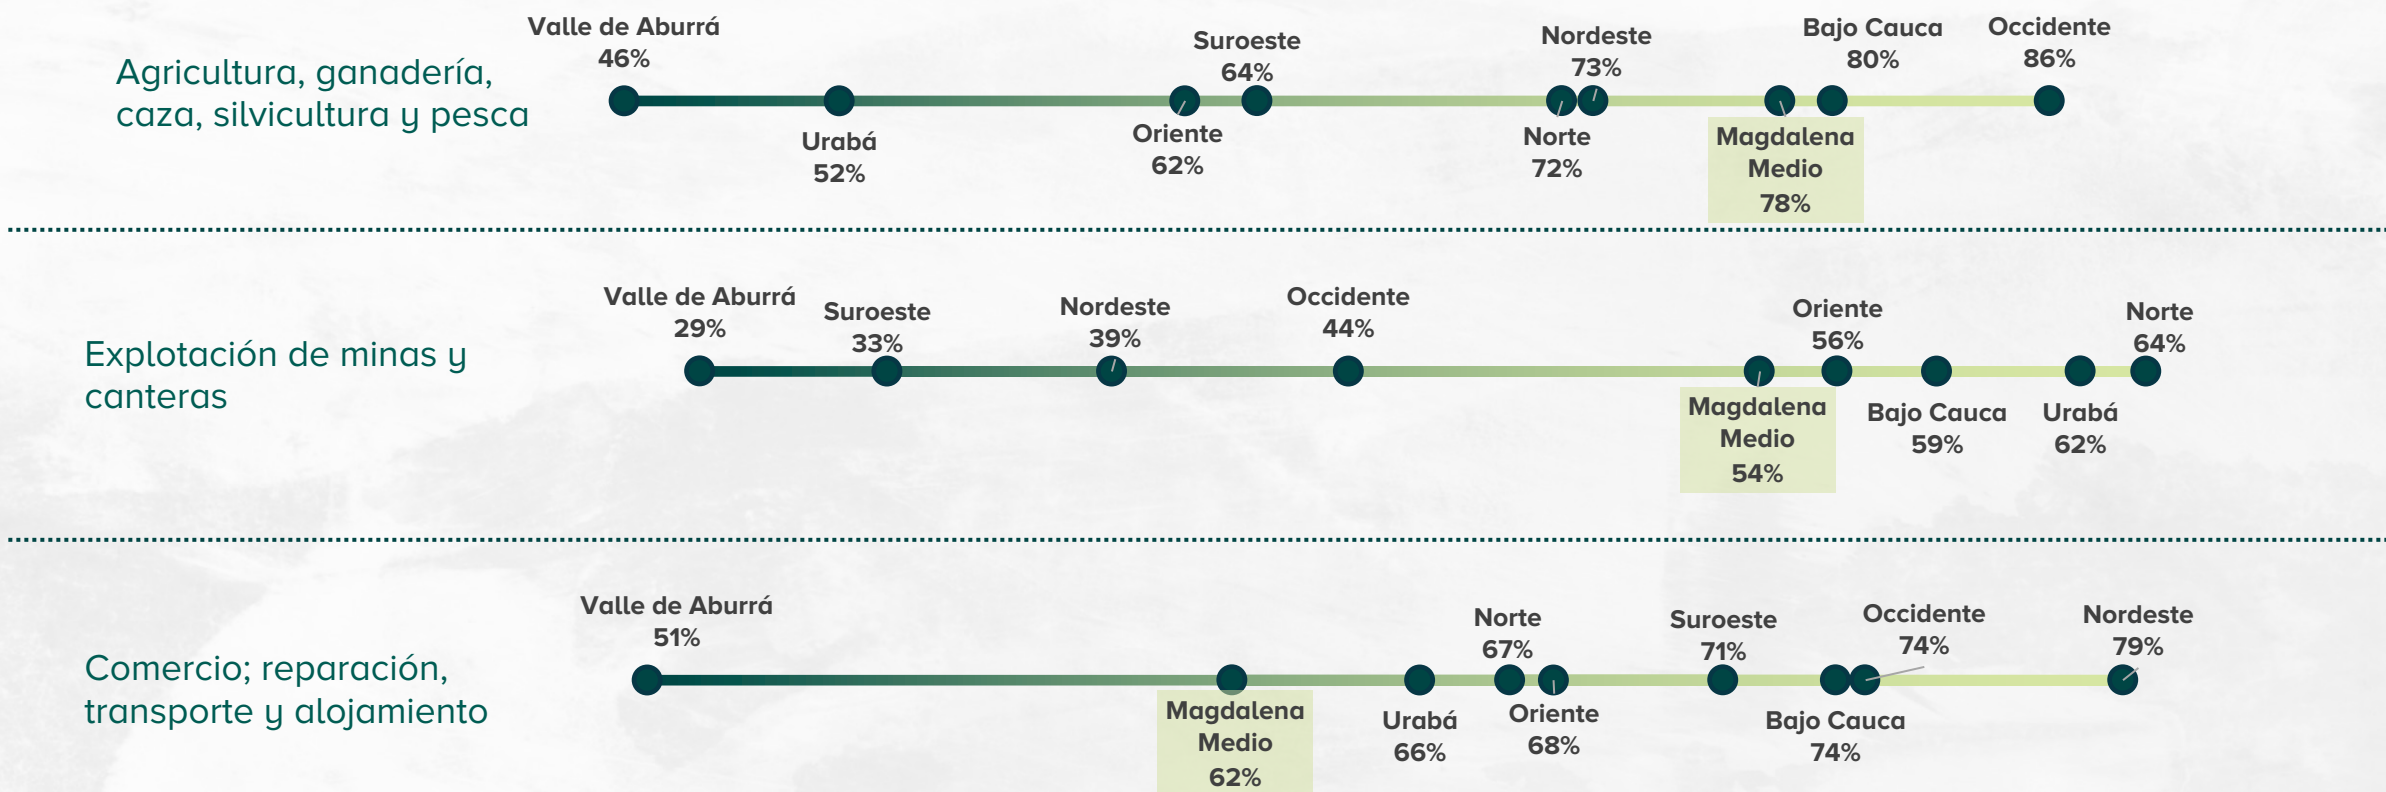 Agricultura, ganadería,
caza, silvicultura y pesca
Valle de Aburrá
46%
Urabá
52%
Oriente
62%
Suroeste
64%
Norte
72%
Nordeste
73%
Magdalena
Medio
78%
Bajo Cauca
80%
Occidente
86%
Explotación de minas y
canteras
Valle de Aburrá
29%
Suroeste
33%
Nordeste
39%
Occidente
44%
Magdalena
Medio
54%
Oriente
56%
Bajo Cauca
59%
Urabá
62%
Norte
64%
Comercio; reparación,
transporte y alojamiento
Valle de Aburrá
51%
Magdalena
Medio
62%
Urabá
66%
Norte
67%
Oriente
68%
Suroeste
71%
Bajo Cauca
74%
Occidente
74%
Nordeste
79%